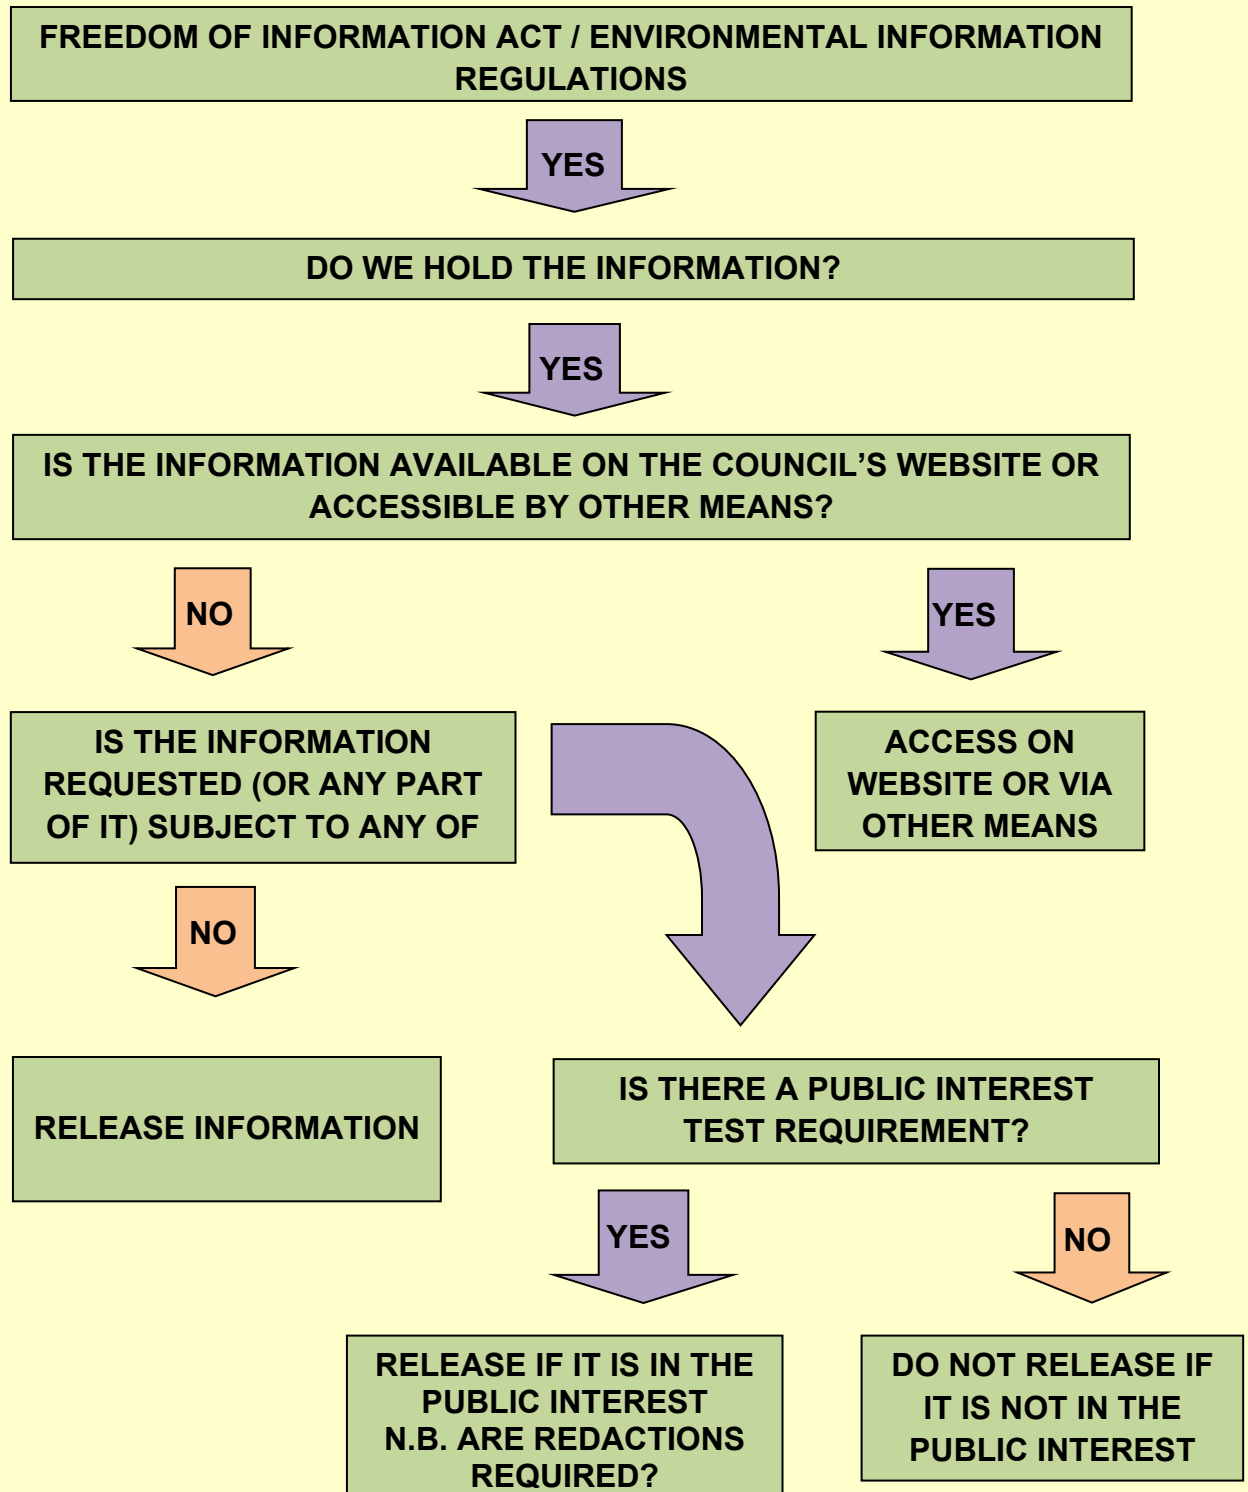 FREEDOM OF INFORMATION ACT / ENVIRONMENTAL INFORMATION
REGULATIONS
YES
DO WE HOLD THE INFORMATION?
YES
IS THE INFORMATION AVAILABLE ON THE COUNCIL’S WEBSITE OR
ACCESSIBLE BY OTHER MEANS?
NO
YES
IS THE INFORMATION
REQUESTED (OR ANY PART
OF IT) SUBJECT TO ANY OF
ACCESS ON
WEBSITE OR VIA
OTHER MEANS
NO
RELEASE INFORMATION
IS THERE A PUBLIC INTEREST
TEST REQUIREMENT?
YES
NO
RELEASE IF IT IS IN THE
PUBLIC INTEREST
N.B. ARE REDACTIONS
REQUIRED?
DO NOT RELEASE IF
IT IS NOT IN THE
PUBLIC INTEREST